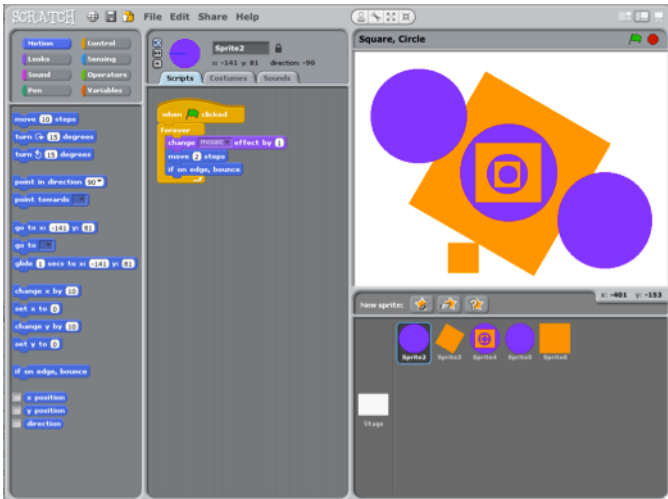 SCRATCH File Edit Share Help
Motion Control
Looks Sensing
Sound Operators
Pen Variables
move 10 steps
turn 15 degrees
turn 15 degrees
point in direction 90
point towards
go to x: -141 y: 81
go to
glide 1 secs to x: -141 y: 81
change x by 10
set x to 0
change y by 10
set y to 0
if on edge, bounce
x position
y position
direction
Sprite2
x: -141 y: 81 direction: -90
Scripts Costumes Sounds
when clicked
forever
change mosaic effect by 1
move 2 steps
if on edge, bounce
Square, Circle
x: -401 y: -153
New sprite:
Sprite2 Sprite3 Sprite4 Sprite5 Sprite6
Stage